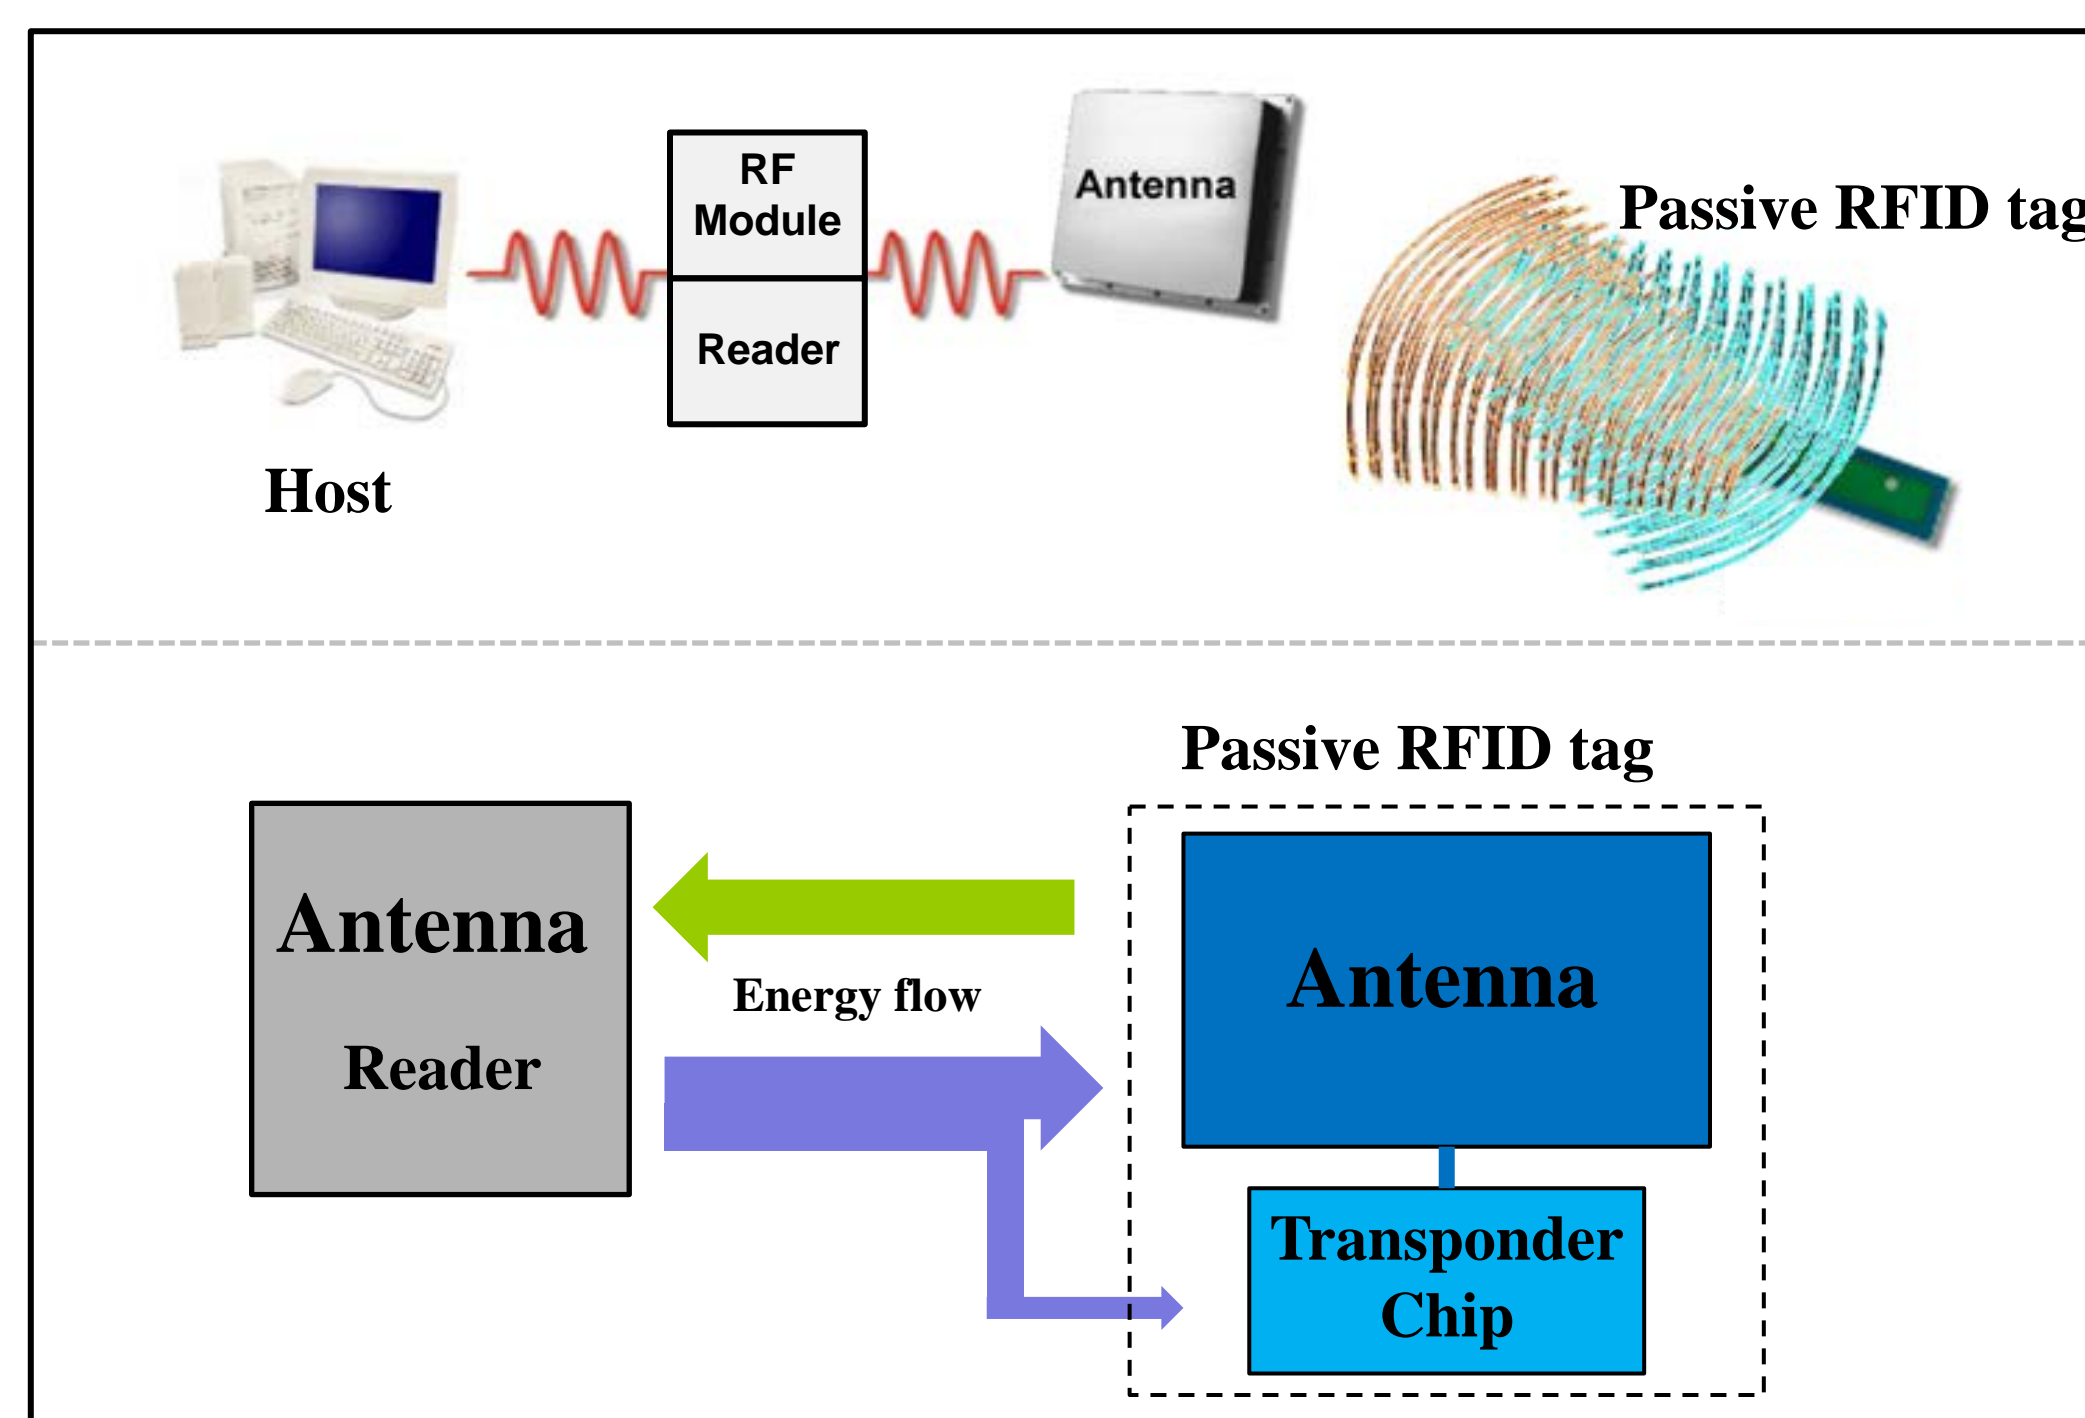 RF
Module
Reader
Antenna
Passive RFID tag
Host
Passive RFID tag
Antenna
Reader
Energy flow
Antenna
Transponder
Chip